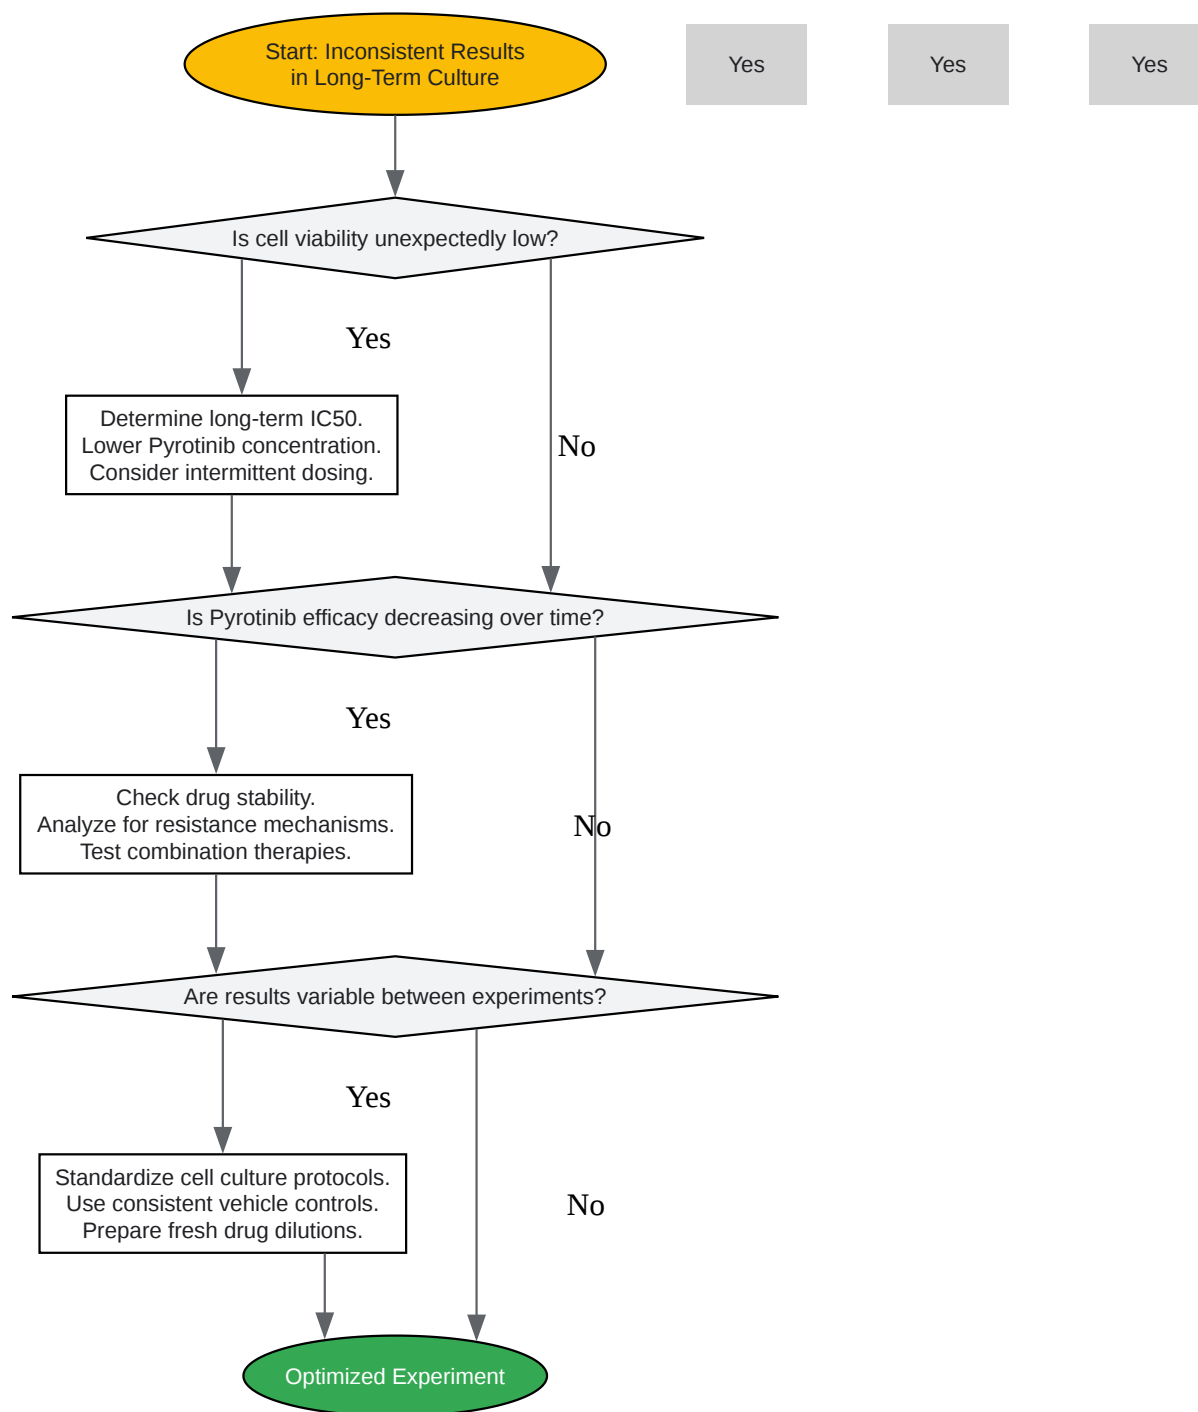 Start: Inconsistent Results
in Long-Term Culture
Yes
Yes
Yes
Is cell viability unexpectedly low?
Yes
Determine long-term IC50.
Lower Pyrotinib concentration.
Consider intermittent dosing.
No
Is Pyrotinib efficacy decreasing over time?
Yes
Check drug stability.
Analyze for resistance mechanisms.
Test combination therapies.
No
Are results variable between experiments?
Yes
Standardize cell culture protocols.
Use consistent vehicle controls.
Prepare fresh drug dilutions.
No
Optimized Experiment